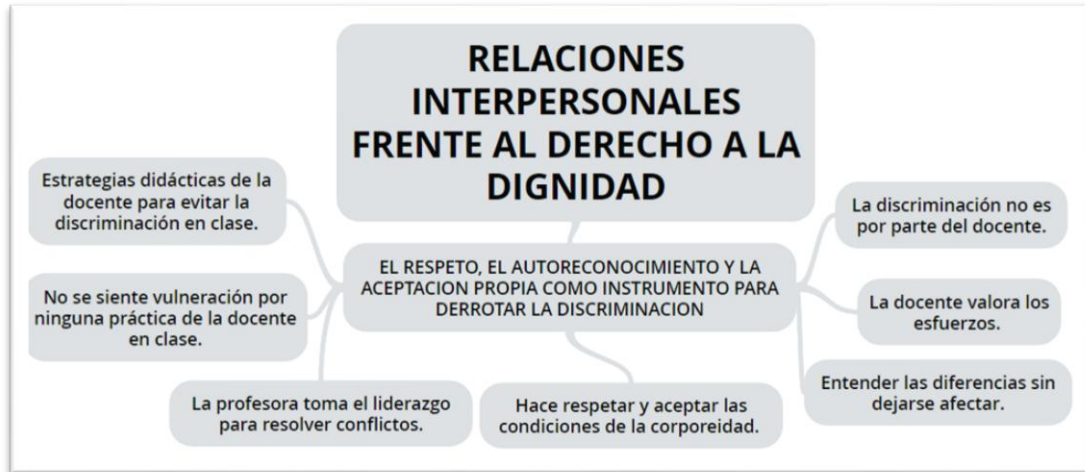 RELACIONES
INTERPERSONALES
FRENTE AL DERECHO A LA
DIGNIDAD
EL RESPETO, EL AUTORECONOCIMIENTO Y LA
ACEPTACION PROPIA COMO INSTRUMENTO PARA
DERROTAR LA DISCRIMINACION
Estrategias didácticas de la
docente para evitar la
discriminación en clase.
No se siente vulneración por
ninguna práctica de la docente
en clase.
La profesora toma el liderazgo
para resolver conflictos.
Hace respetar y aceptar las
condiciones de la corporeidad.
La discriminación no es
por parte del docente.
La docente valora los
esfuerzos.
Entender las diferencias sin
dejarse afectar.